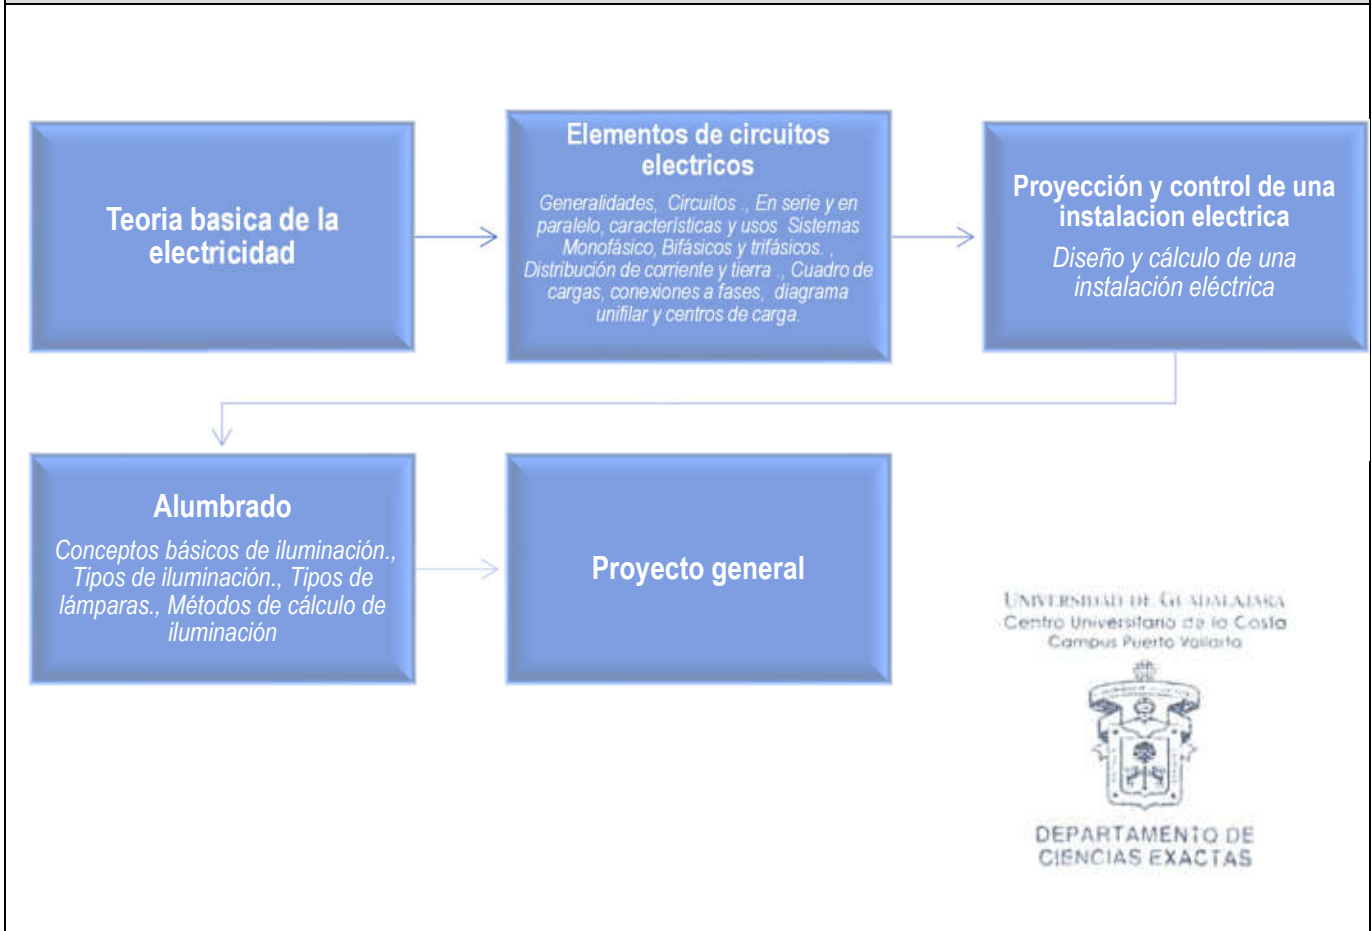 Teoria basica de la
electricidad
Elementos de circuitos
electricos
Generalidades, Circuitos ., En serie y en
paralelo, características y usos Sistemas
Monofásico, Bifásicos y trifásicos. ,
Distribución de corriente y tierra ., Cuadro de
cargas, conexiones a fases, diagrama
unifilar y centros de carga.
Proyección y control de una
instalacion electrica
Diseño y cálculo de una
instalación eléctrica
Alumbrado
Conceptos básicos de iluminación.,
Tipos de iluminación., Tipos de
lámparas., Métodos de cálculo de
iluminación
Proyecto general
UNIVERSIDAD DE GUADALAJARA
Centro Universitario de la Costa
Campus Puerto Vallarta
DEPARTAMENTO DE
CIENCIAS EXACTAS